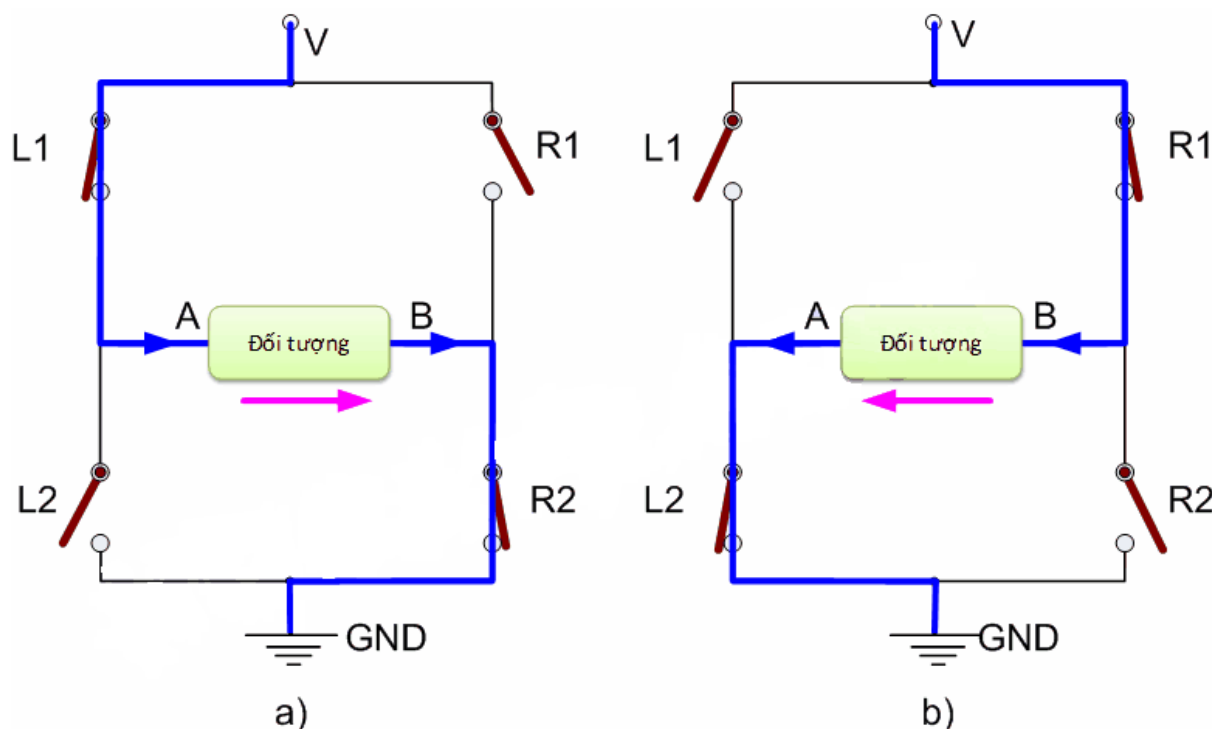 V
L1
R1
A
Đối tượng
B
L2
R2
GND
a)
V
L1
R1
A
Đối tượng
B
L2
R2
GND
b)